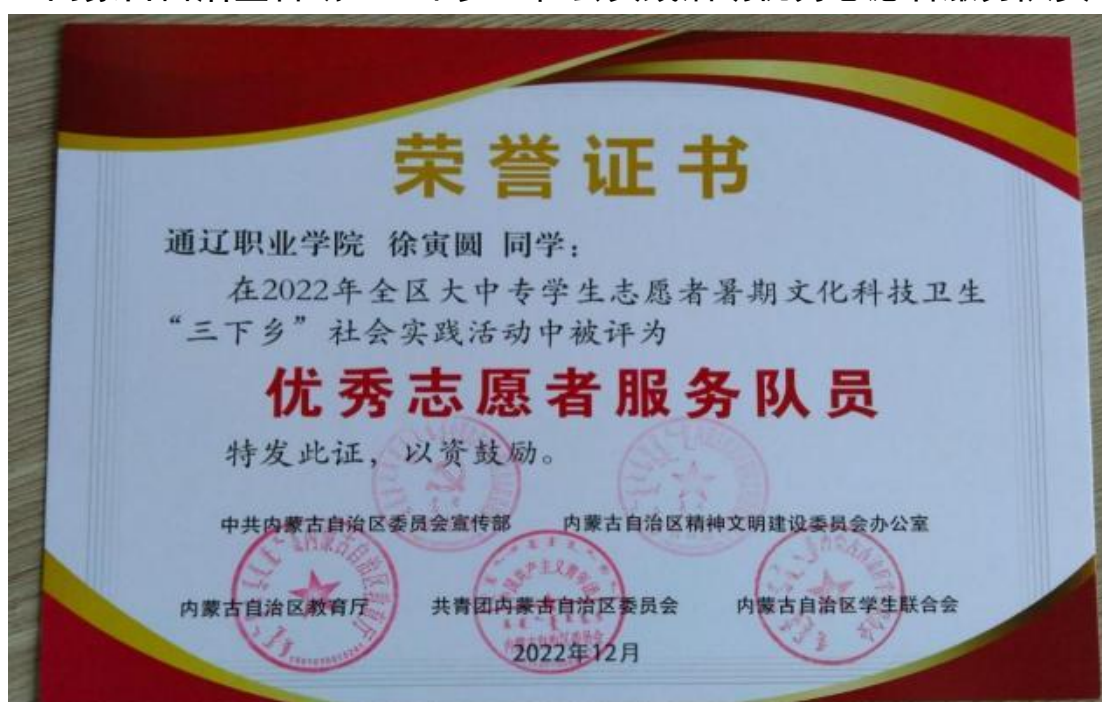 荣誉证书
通辽职业学院 徐寅圆 同学：
在2022年全区大中专学生志愿者暑期文化科技卫生
“三下乡”社会实践活动中被评为
优秀志愿者服务队员
特发此证，以资鼓励。
中共内蒙古自治区委员会宣传部 内蒙古自治区精神文明建设委员会办公室
内蒙古自治区教育厅 共青团内蒙古自治区委员会 内蒙古自治区学生联合会
2022年12月